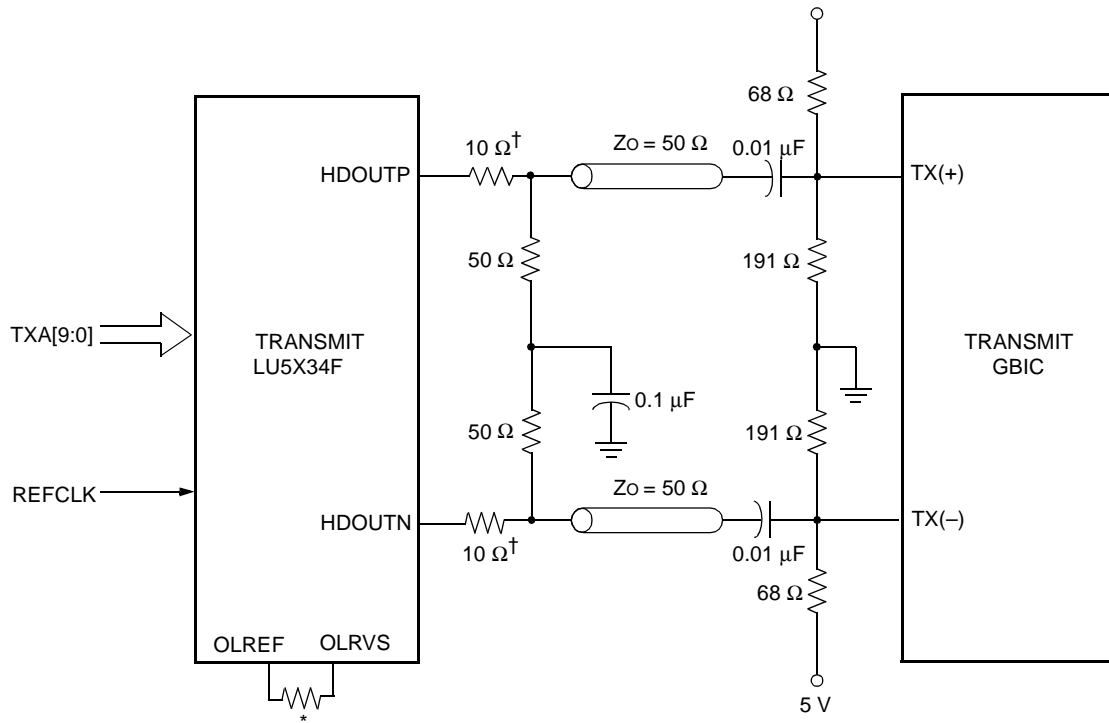 68 Ω
10 Ω†
ZO = 50 Ω
0.01 μF
HDOUTP
TX(+)
50 Ω
191 Ω
TXA[9:0]
TRANSMIT
LU5X34F
TRANSMIT
GBIC
0.1 μF
50 Ω
191 Ω
REFCLK
ZO = 50 Ω
HDOUTN
TX(–)
10 Ω†
0.01 μF
68 Ω
OLREF
OLRVS
*
5 V